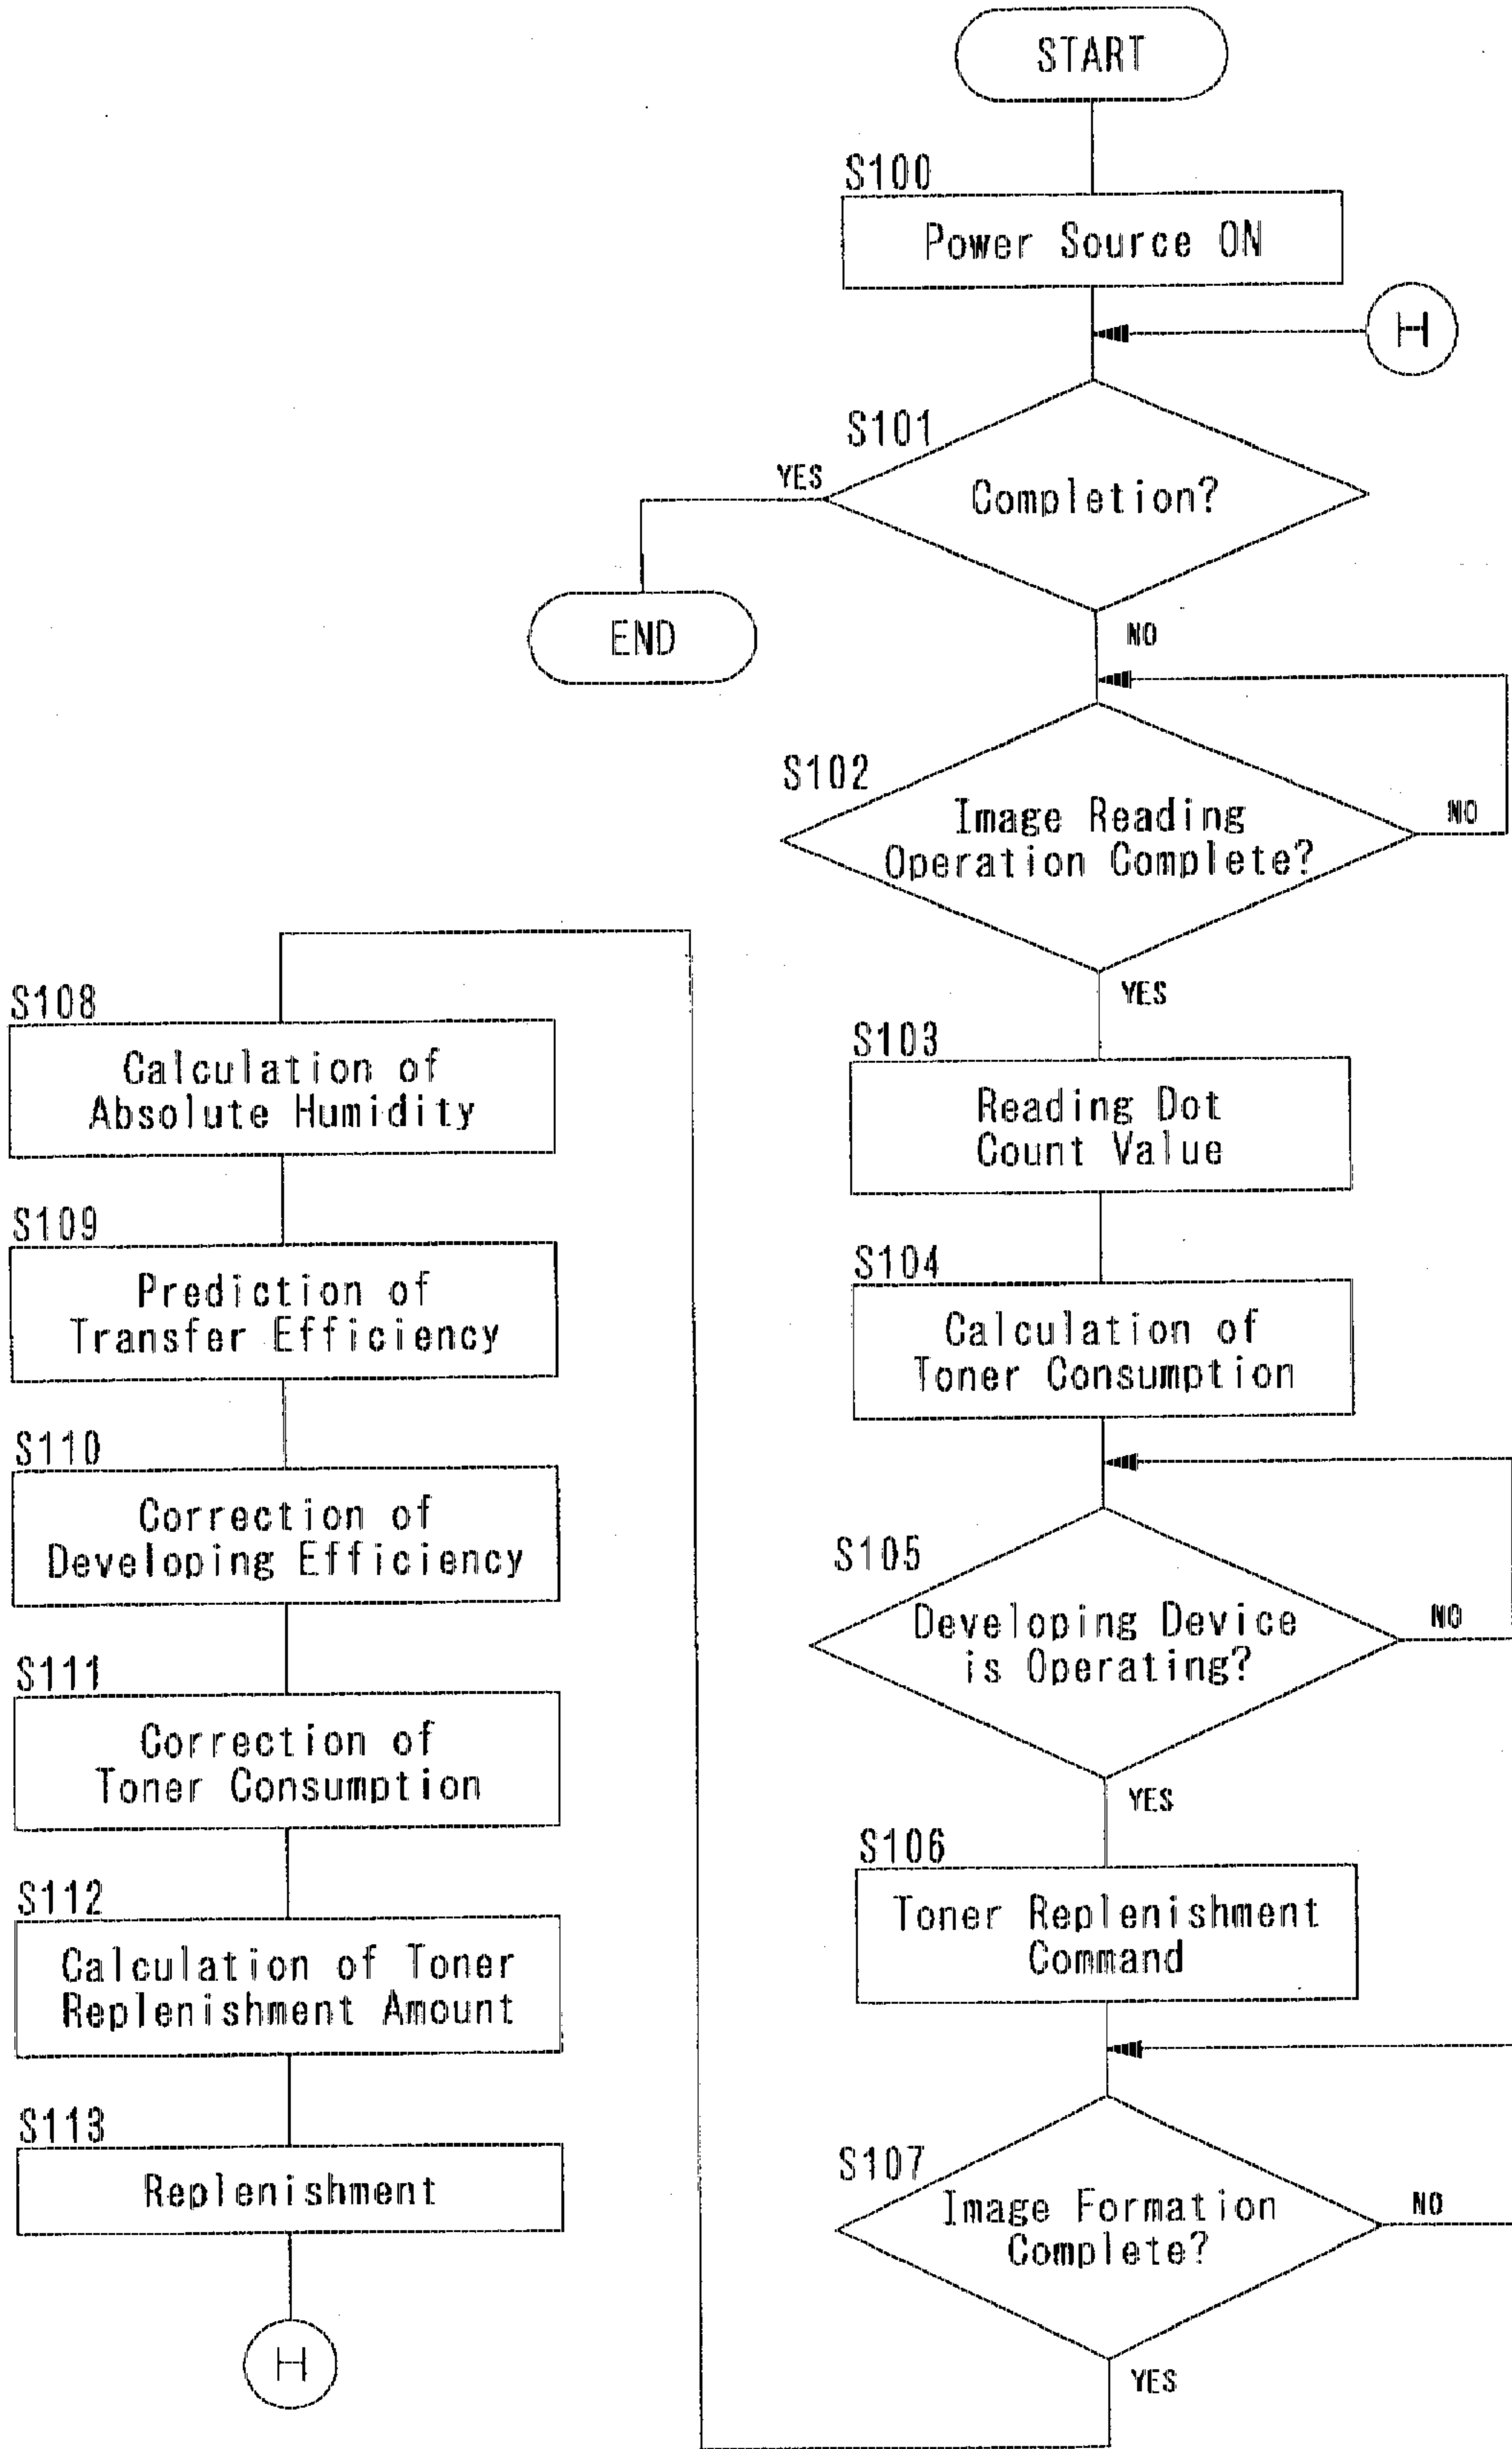 START
S100
Power Source ON
H
S101
Completion?
YES
END
NO
S102
Image Reading
Operation Complete?
NO
YES
S103
Reading Dot
Count Value
S104
Calculation of
Toner Consumption
S105
Developing Device
is Operating?
NO
YES
S106
Toner Replenishment
Command
S107
Image Formation
Complete?
NO
YES
S108
Calculation of
Absolute Humidity
S109
Prediction of
Transfer Efficiency
S110
Correction of
Developing Efficiency
S111
Correction of
Toner Consumption
S112
Calculation of Toner
Replenishment Amount
S113
Replenishment
H